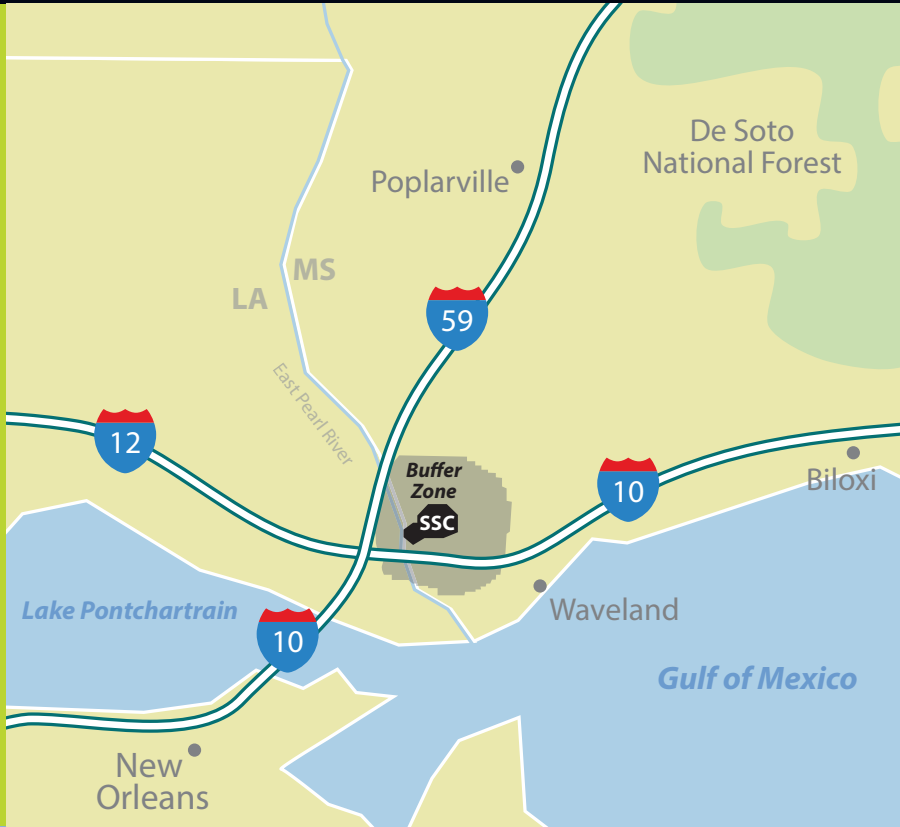 De Soto
National Forest
Poplarville
MS
LA
59
East Pearl River
12
Buffer
Zone
SSC
10
Biloxi
Waveland
Lake Pontchartrain
10
Gulf of Mexico
New
Orleans